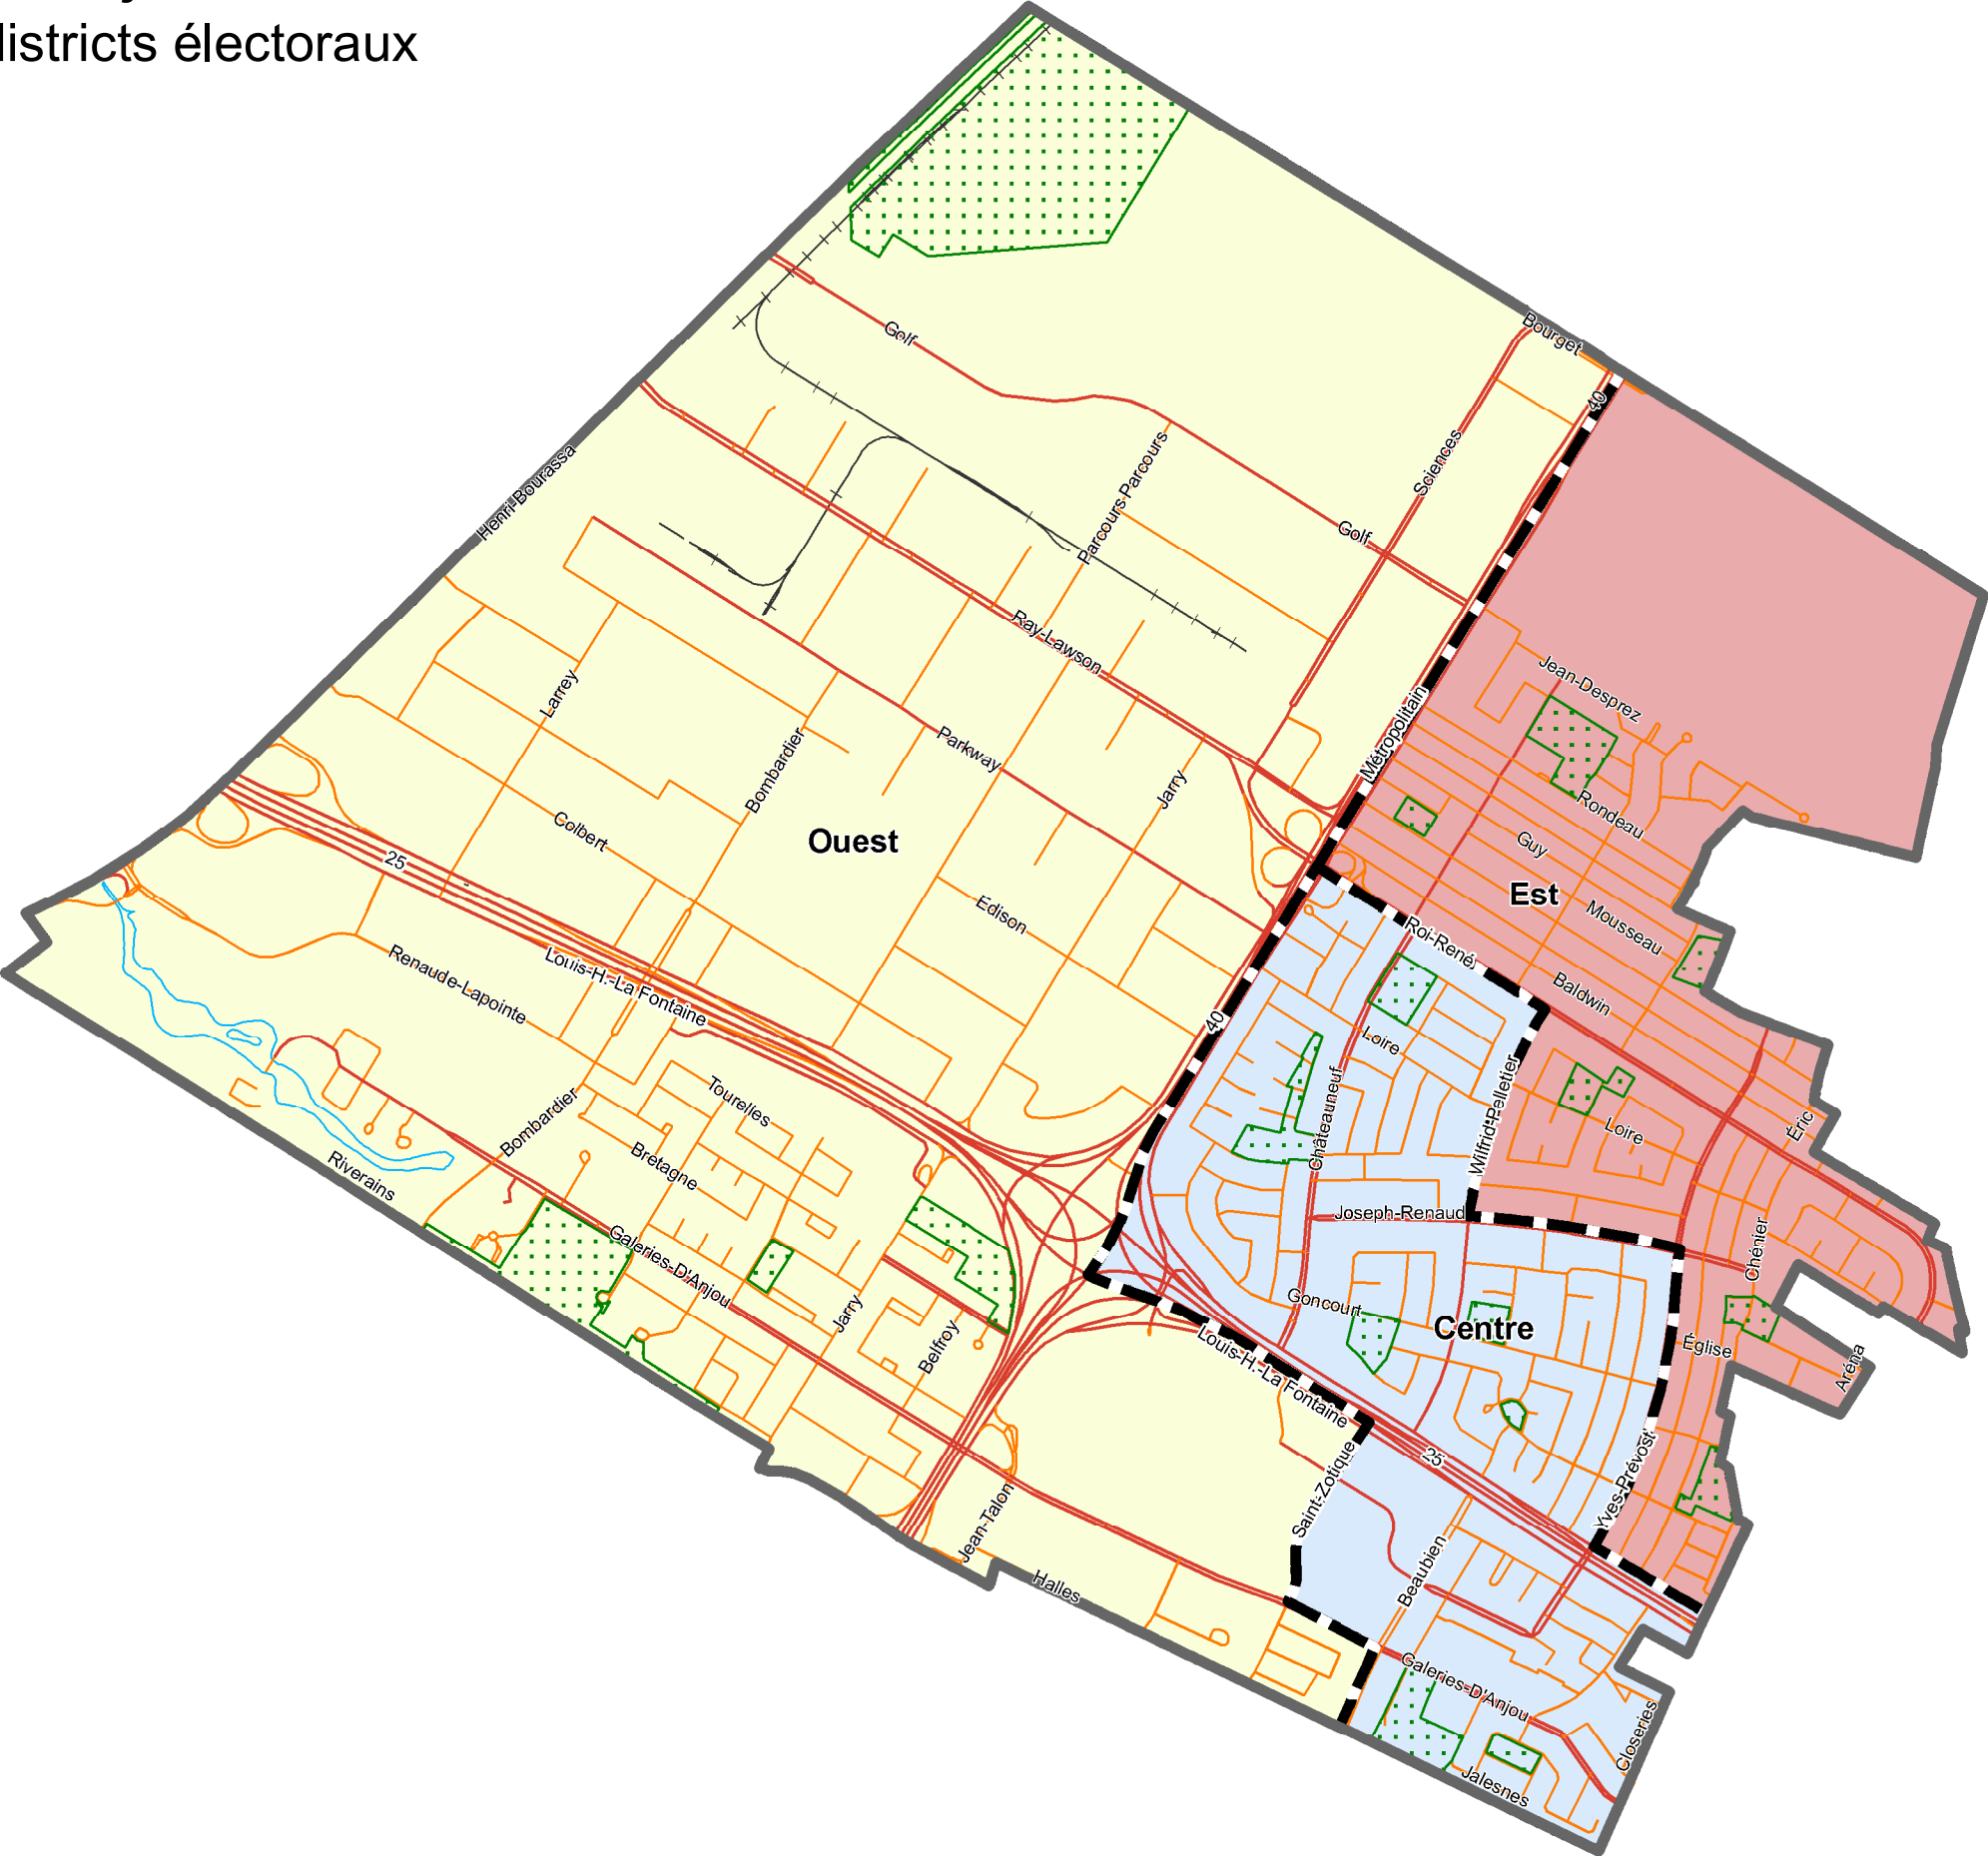 districts électoraux
Bourget
40
Golf
Sciences
Henri-Bourassa
Parcours Parcours
Golf
Ray-Lawson
Jean-Desprez
Larrey
Métropolitain
Bombardier
Parkway
Jarry
Rondeau
Colbert
Ouest
Guy
25
Est
Edison
Mousseau
Roi-René
Renaude-Lapointe
Louis-H.-La Fontaine
Baldwin
40
Loire
Tourelles
Châteauneuf
Wilfrid-Pelletier
Loire
Éric
Bombardier
Bretagne
Riverains
Joseph-Renaud
Chénier
Galeries-D'Anjou
Jarry
Goncourt
Centre
Belfroy
Louis-H.-La Fontaine
Église
Aréna
25
Saint-Zotique
Yves-Prévost
Jean-Talon
Beaubien
Halles
Galeries-D'Anjou
Closeries
Jalesnes